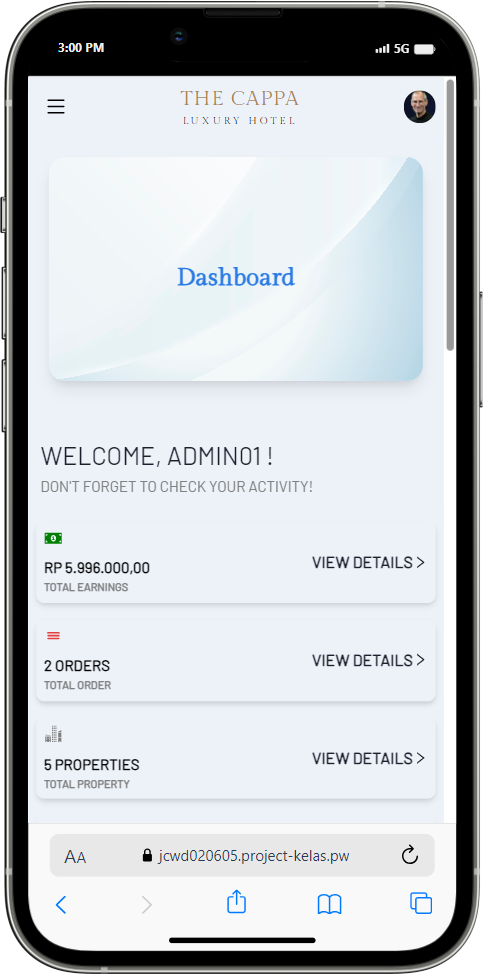 3:00 PM 5G
THE CAPPA
LUXURY HOTEL
Dashboard
WELCOME, ADMIN01 !
DON'T FORGET TO CHECK YOUR ACTIVITY!
RP 5.996.000,00
TOTAL EARNINGS
VIEW DETAILS >
2 ORDERS
TOTAL ORDER
VIEW DETAILS >
5 PROPERTIES
TOTAL PROPERTY
VIEW DETAILS >
AA jcwd020605.project-kelas.pw